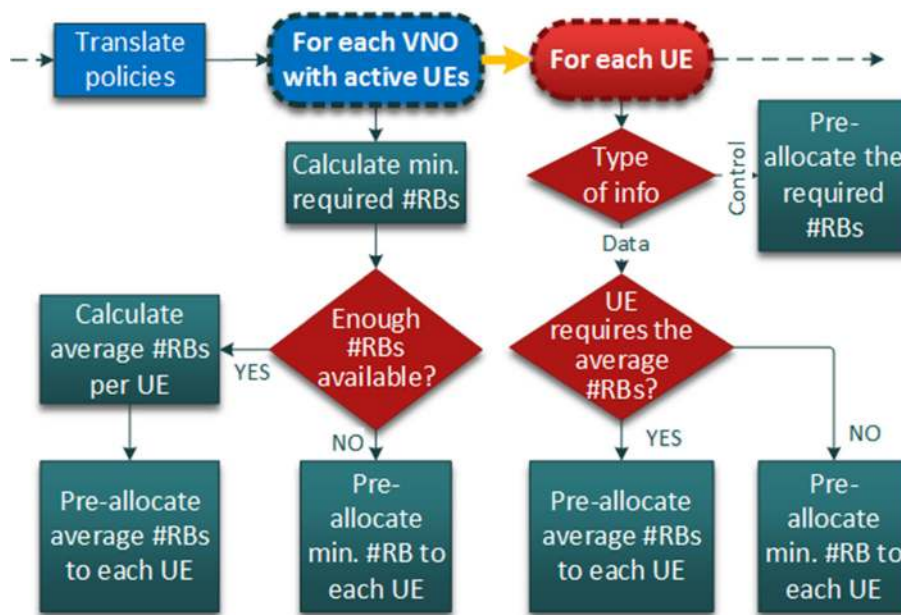 Translate
policies
For each VNO
with active UEs
For each UE
Calculate min.
required #RBs
Type
of info
Control
Pre-
allocate the
required
#RBs
Data
Calculate
average #RBs
per UE
YES
Enough
#RBs
available?
UE
requires the
average
#RBs?
NO
YES
NO
Pre-allocate
average #RBs
to each UE
Pre-
allocate
min. #RB to
each UE
Pre-allocate
average #RBs
to each UE
Pre-
allocate
min. #RB to
each UE